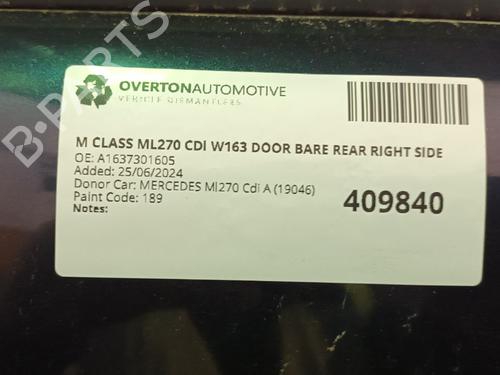 OVERTONAUTOMOTIVE
VEHICLE DISMANTLERS
M CLASS ML270 CDI W163 DOOR BARE REAR RIGHT SIDE
OE: A1637301605
Added: 25/06/2024
Donor Car: MERCEDES Ml270 Cdi A (19046)
Paint Code: 189
Notes:
409840
B-PARTS